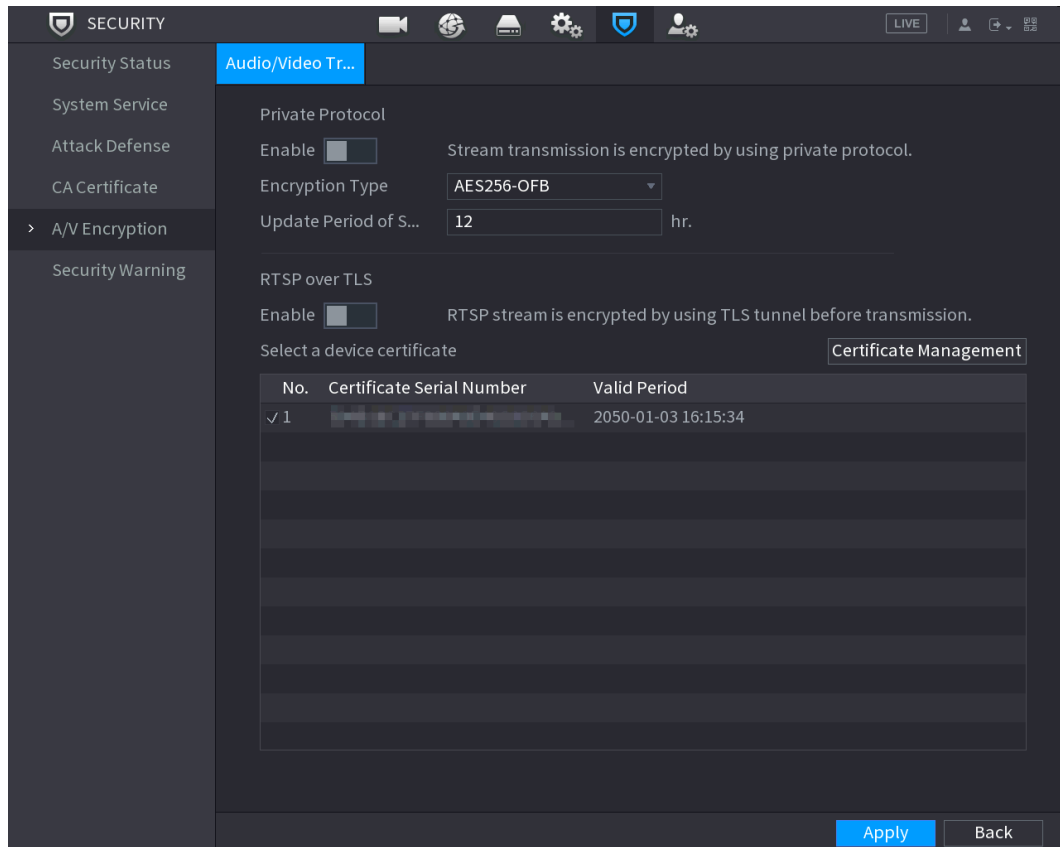 SECURITY
LIVE
Security Status
System Service
Attack Defense
CA Certificate
A/V Encryption
Security Warning
Audio/Video Tr...
Private Protocol
Enable Stream transmission is encrypted by using private protocol.
Encryption Type AES256-OFB
Update Period of S... 12 hr.
RTSP over TLS
Enable RTSP stream is encrypted by using TLS tunnel before transmission.
Select a device certificate Certificate Management
No. Certificate Serial Number Valid Period
1 2050-01-03 16:15:34
Apply Back